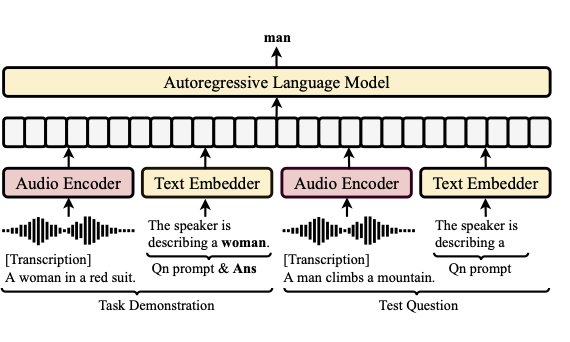 man
Autoregressive Language Model
Audio Encoder
Text Embedder
Audio Encoder
Text Embedder
[Transcription]
A woman in a red suit.
The speaker is
describing a woman.
Qn prompt & Ans
[Transcription]
A man climbs a mountain.
The speaker is
describing a
Qn prompt
Task Demonstration
Test Question